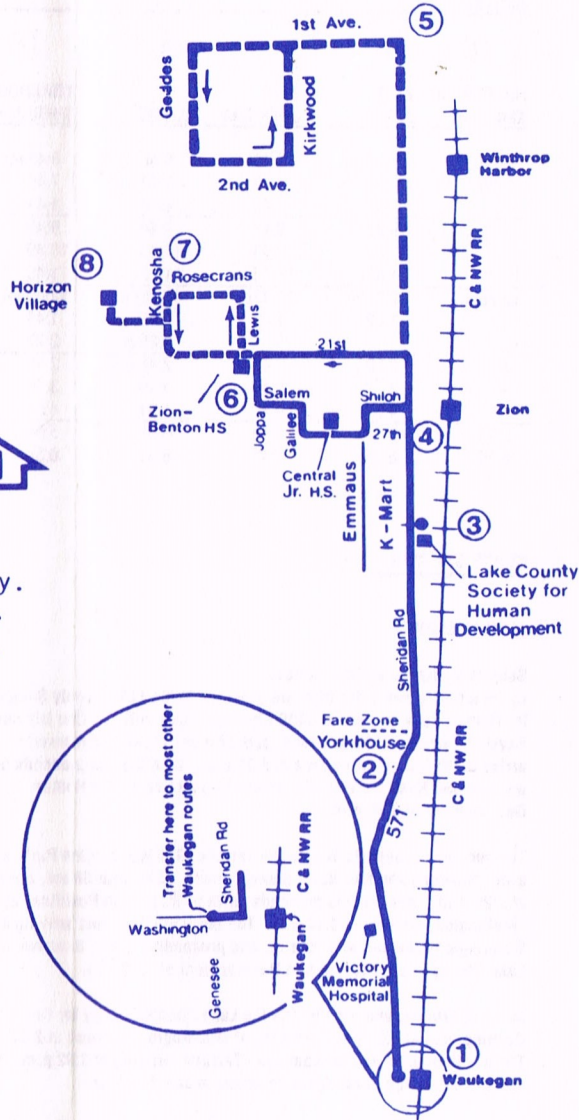 1st Ave.
5
Geddes
Kirkwood
2nd Ave.
Winthrop
Harbor
C & NW RR
8
7
Horizon
Village
Kenosha
Rosecrans
Lewis
21st
6
Zion-
Benton HS
Joppa
Salem
Galilee
Shiloh
27th
4
Zion
Central
Jr. H.S.
Emmaus
K-Mart
3
Lake County
Society for
Human
Development
y.
Sheridan Rd
Fare Zone
Yorkhouse
2
571
C & NW RR
Transfer here to most other
Waukegan routes
Sheridan Rd
C & NW RR
Washington
Genesee
Waukegan
Victory
Memorial
Hospital
1
Waukegan